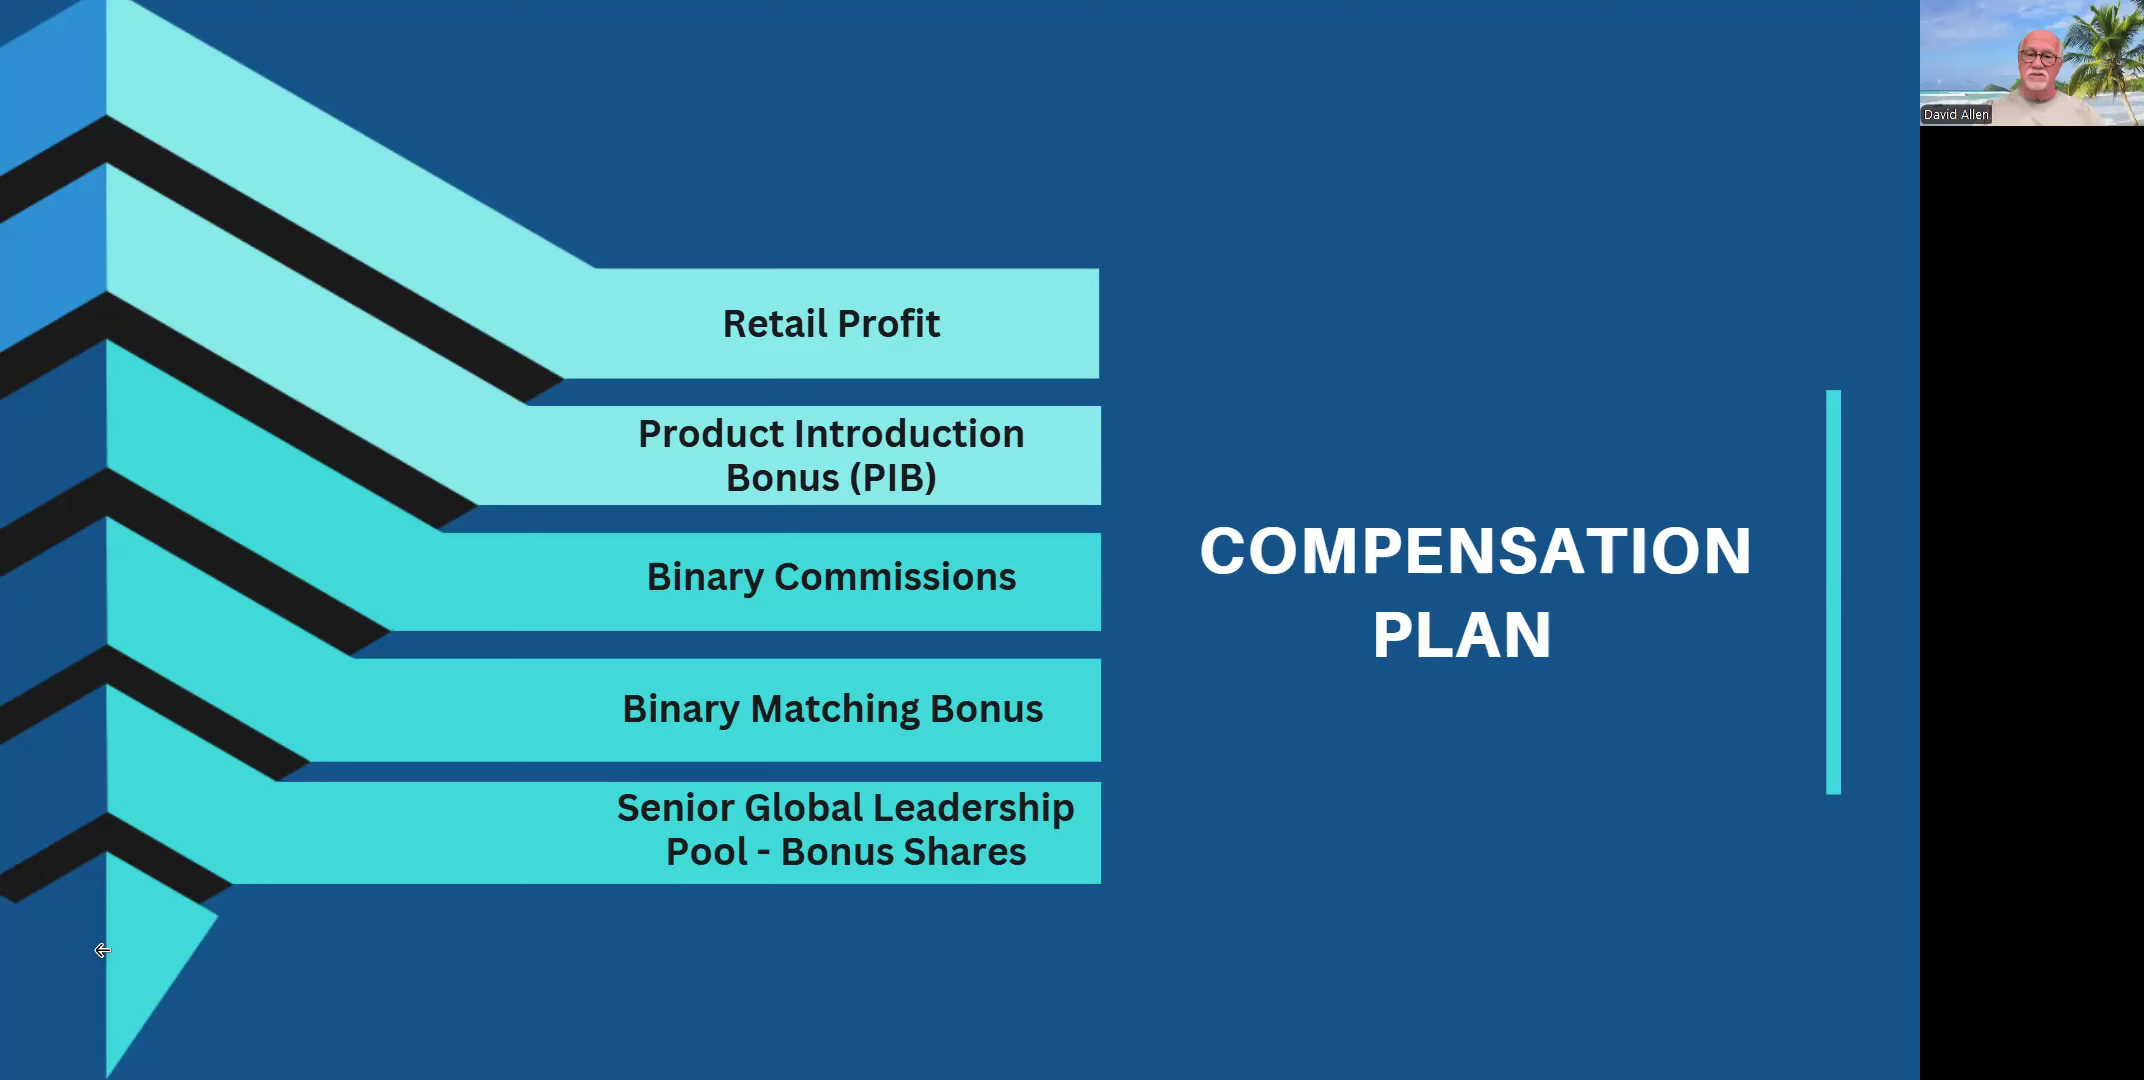 Retail Profit
Product Introduction
Bonus (PIB)
Binary Commissions
Binary Matching Bonus
Senior Global Leadership
Pool - Bonus Shares
COMPENSATION
PLAN
David Allen